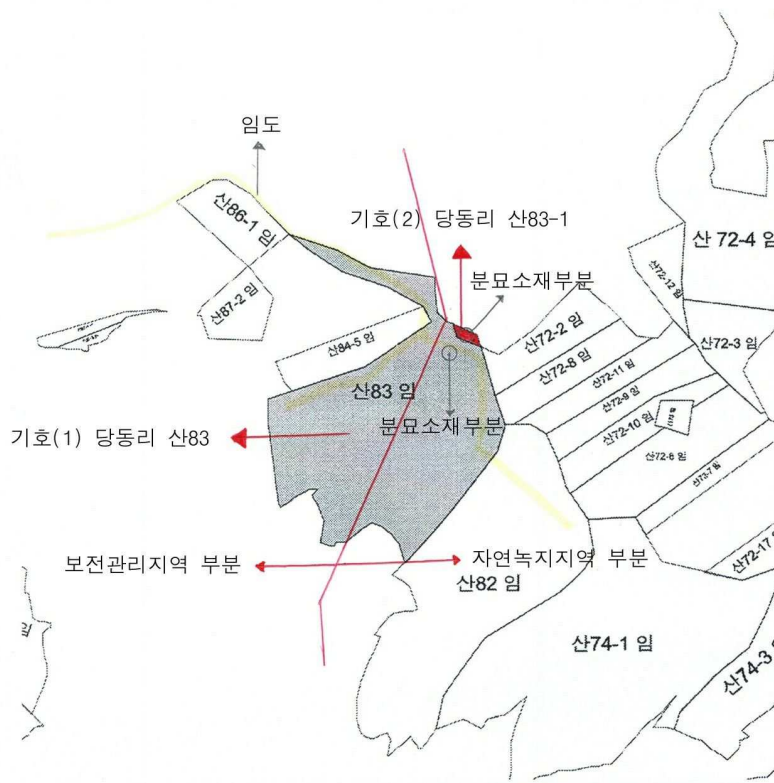 임도
산86-1 임
기호(2) 당동리 산83-1
산 72-4 임
산72-12 임
분묘소재부분
산87-2 임
산72-2 임
산72-3 임
산84-5 임
산72-8 임
산72-11 임
산83 임
산72-9 임
분묘소재부분
산72-10 임
기호(1) 당동리 산83
산72-6 임
산73-7 임
보전관리지역 부분
자연녹지지역 부분
산72-17
산82 임
임
산74-1 임
산74-3